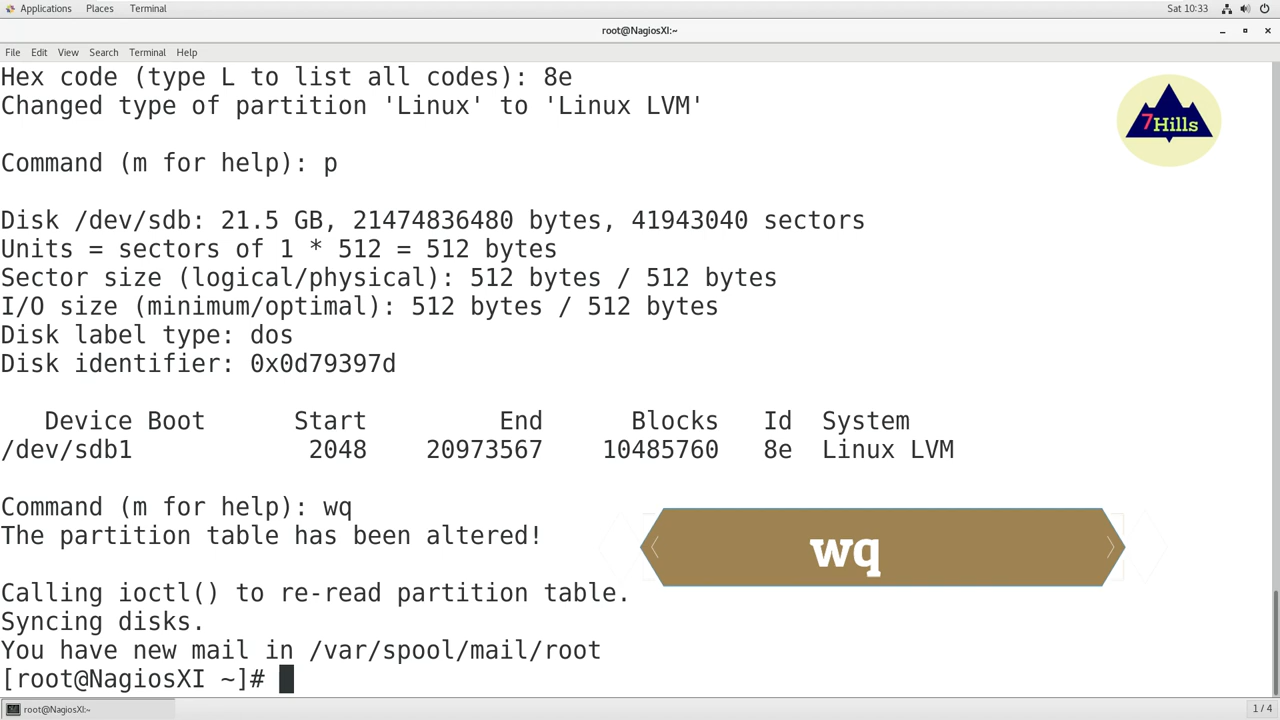 Applications Places Terminal Sat 10:33
root@NagiosXI:~
File Edit View Search Terminal Help
Hex code (type L to list all codes): 8e
Changed type of partition 'Linux' to 'Linux LVM'
7Hills
Command (m for help): p
Disk /dev/sdb: 21.5 GB, 21474836480 bytes, 41943040 sectors
Units = sectors of 1 * 512 = 512 bytes
Sector size (logical/physical): 512 bytes / 512 bytes
I/O size (minimum/optimal): 512 bytes / 512 bytes
Disk label type: dos
Disk identifier: 0x0d79397d
Device Boot Start End Blocks Id System
/dev/sdb1 2048 20973567 10485760 8e Linux LVM
Command (m for help): wq
The partition table has been altered!
wq
Calling ioctl() to re-read partition table.
Syncing disks.
You have new mail in /var/spool/mail/root
[root@NagiosXI ~]#
root@NagiosXI:~ 1 / 4